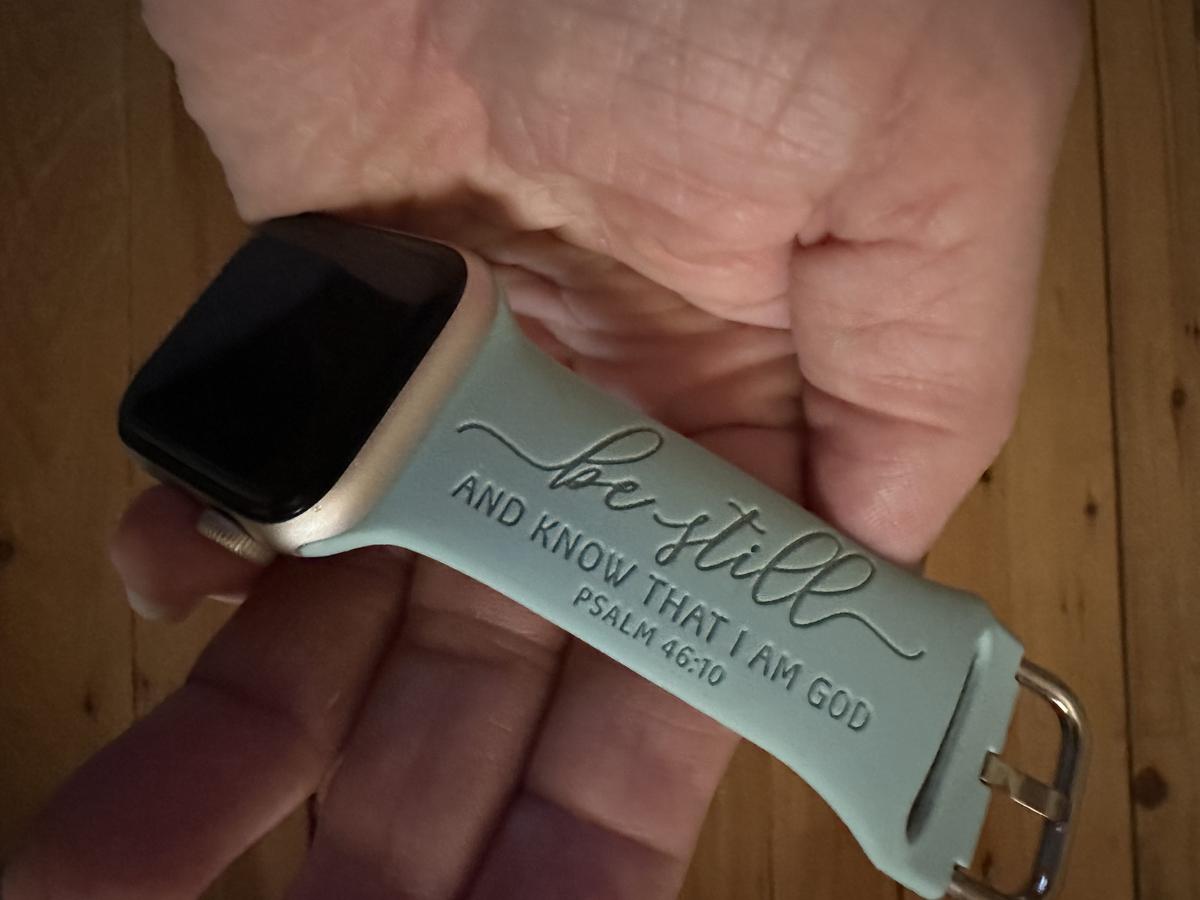 be still
AND KNOW THAT I AM GOD
PSALM 46:10